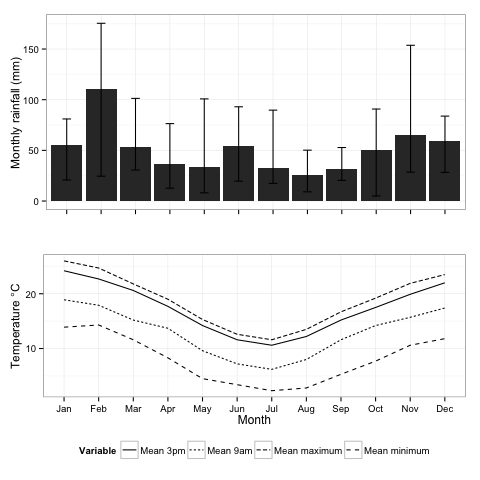 Monthly rainfall (mm)
150
100
50
0
Temperature °C
20
10
Jan Feb Mar Apr May Jun Jul Aug Sep Oct Nov Dec
Month
Variable Mean 3pm Mean 9am Mean maximum Mean minimum